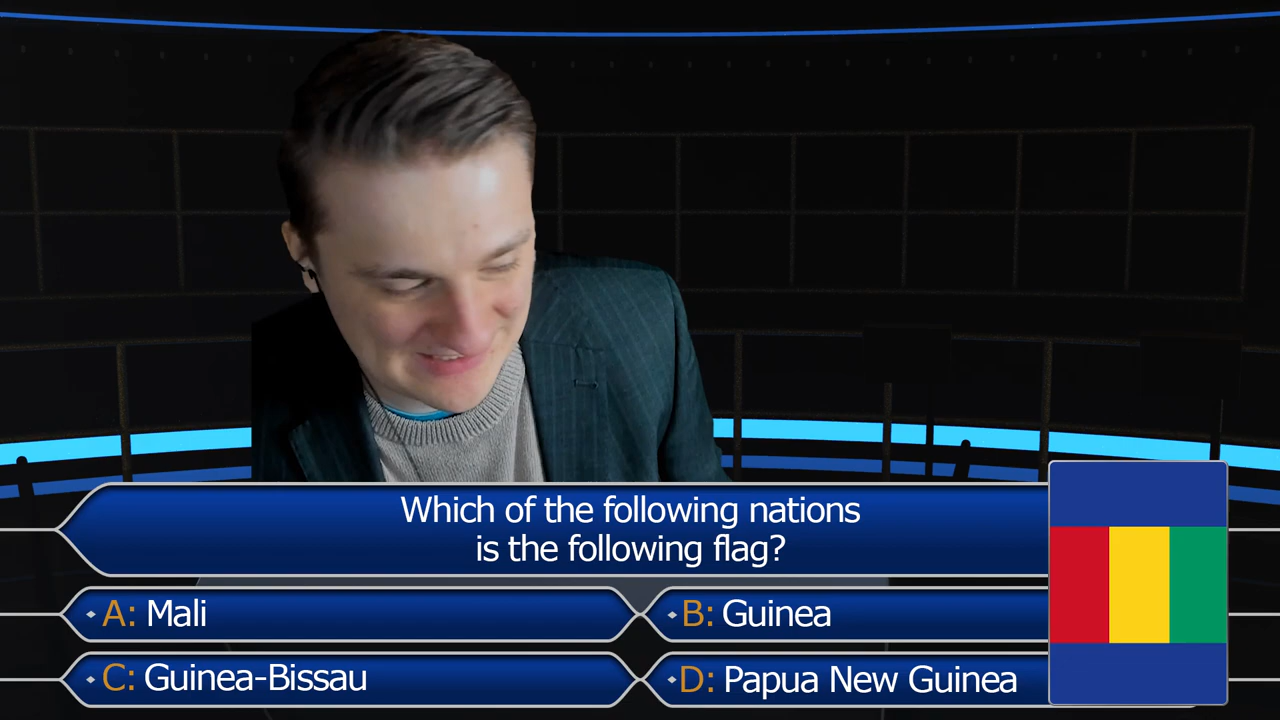 Which of the following nations
is the following flag?
A: Mali
B: Guinea
C: Guinea-Bissau
D: Papua New Guinea